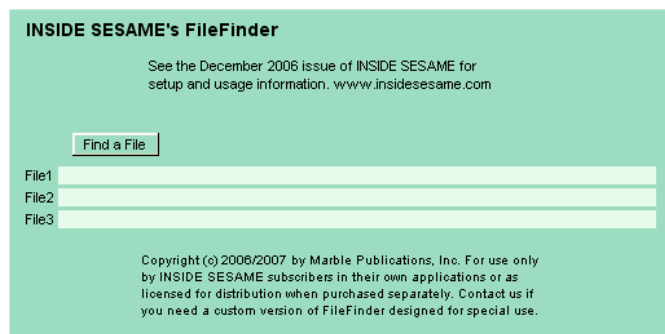 INSIDE SESAME's FileFinder
See the December 2006 issue of INSIDE SESAME for
setup and usage information. www.insidesesame.com
Find a File
File1
File2
File3
Copyright (c) 2006/2007 by Marble Publications, Inc. For use only
by INSIDE SESAME subscribers in their own applications or as
licensed for distribution when purchased separately. Contact us if
you need a custom version of FileFinder designed for special use.